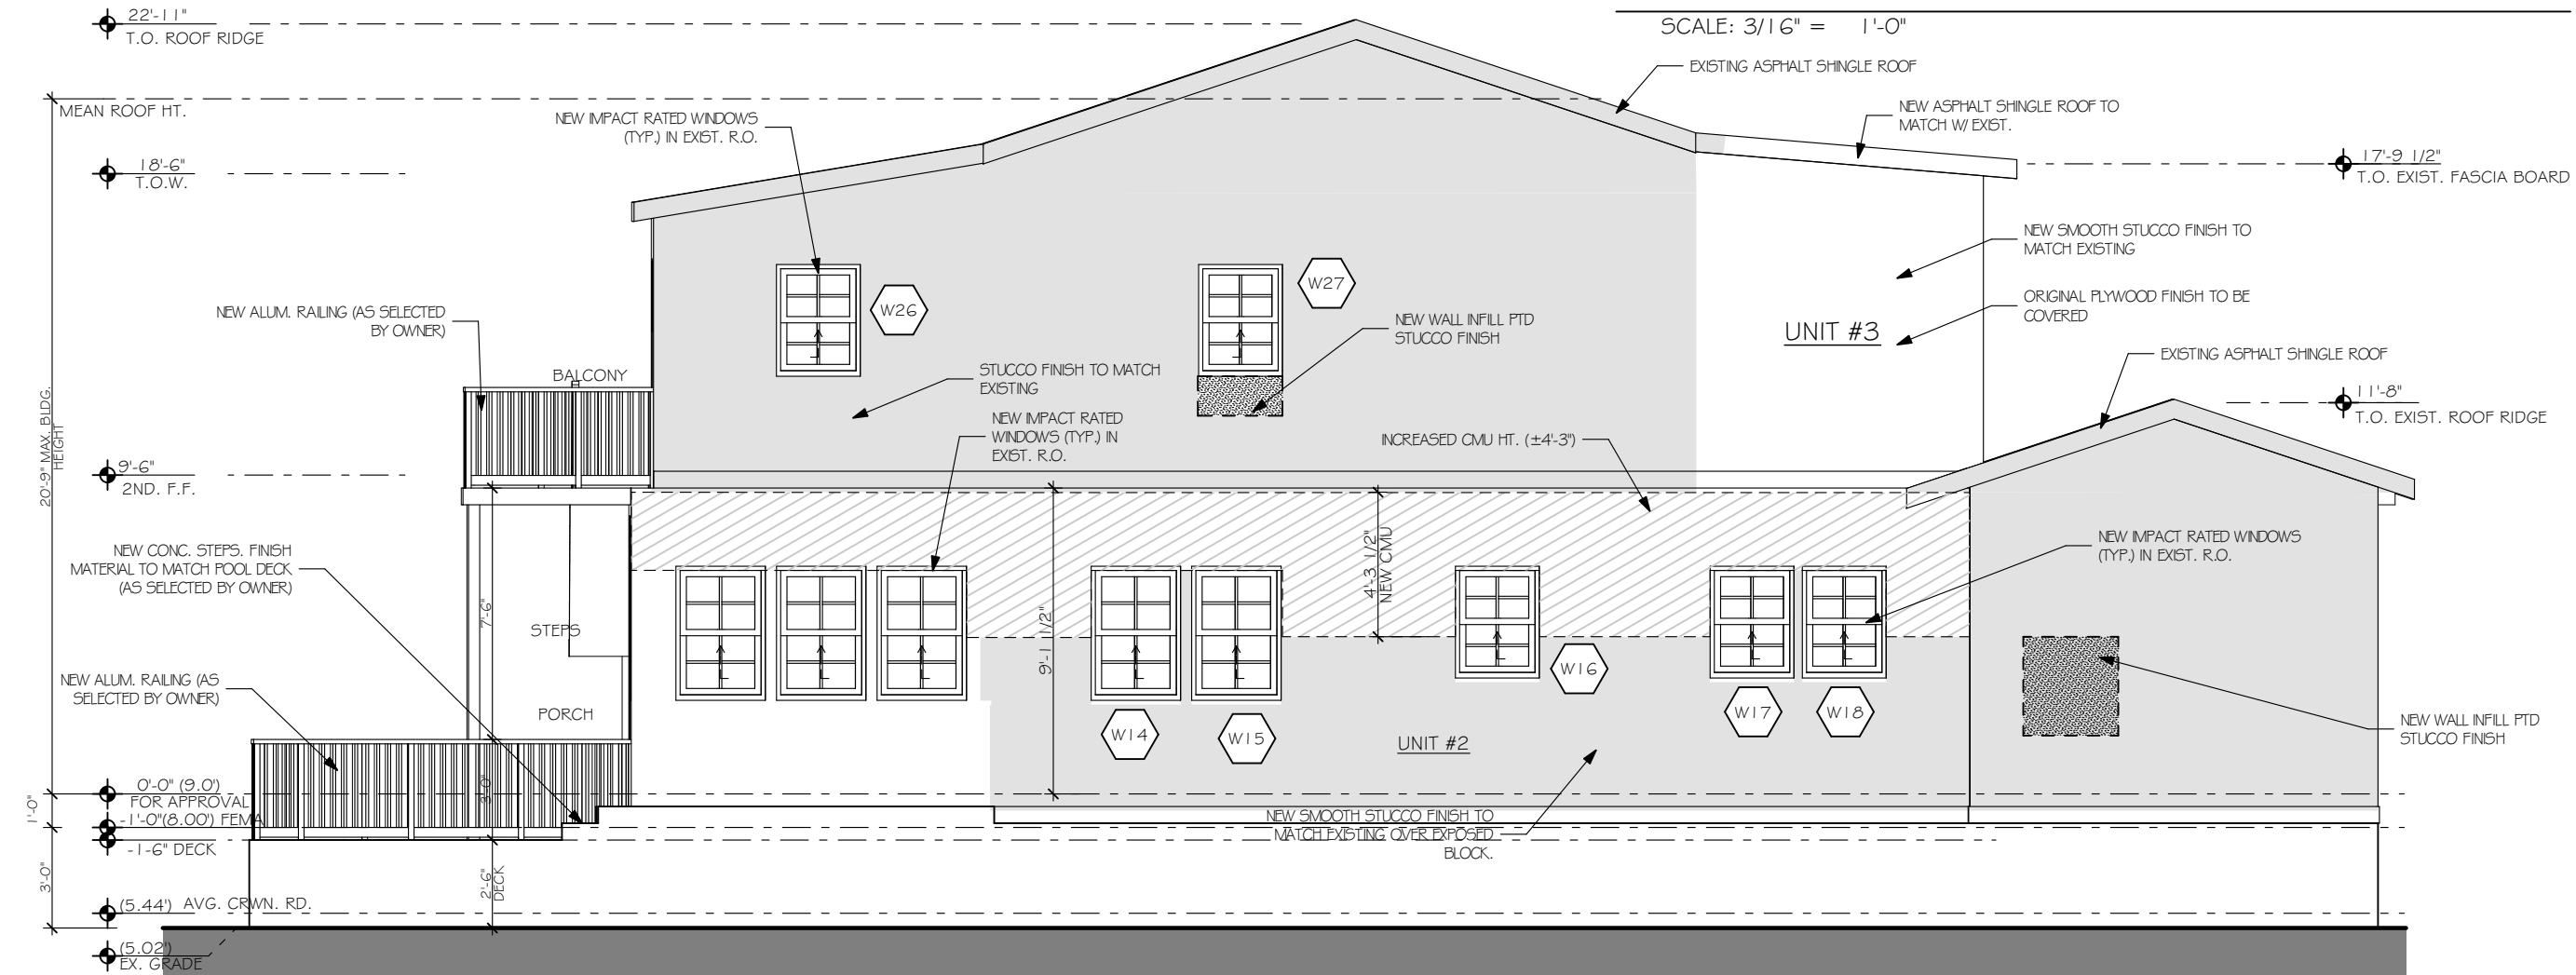 22'-11"
T.O. ROOF RIDGE
SCALE: 3/16" = 1'-0"
EXISTING ASPHALT SHINGLE ROOF
MEAN ROOF HT.
NEW IMPACT RATED WINDOWS
(TYP.) IN EXIST. R.O.
NEW ASPHALT SHINGLE ROOF TO
MATCH W/ EXIST.
18'-6"
T.O.W.
17'-9 1/2"
T.O. EXIST. FASCIA BOARD
NEW SMOOTH STUCCO FINISH TO
MATCH EXISTING
W26
W27
NEW ALUM. RAILING (AS SELECTED
BY OWNER)
NEW WALL INFILL PTD
STUCCO FINISH
ORIGINAL PLYWOOD FINISH TO BE
COVERED
UNIT #3
EXISTING ASPHALT SHINGLE ROOF
BALCONY
STUCCO FINISH TO MATCH
EXISTING
11'-8"
T.O. EXIST. ROOF RIDGE
20'-9" MAX. BLDG.
HEIGHT
NEW IMPACT RATED
WINDOWS (TYP.) IN
EXIST. R.O.
INCREASED CMU HT. (±4'-3")
9'-6"
2ND. F.F.
NEW CONC. STEPS. FINISH
MATERIAL TO MATCH POOL DECK
(AS SELECTED BY OWNER)
4'-3 1/2"
NEW CMU
NEW IMPACT RATED WINDOWS
(TYP.) IN EXIST. R.O.
7'-6"
STEPS
9'-1 1/2"
W16
NEW ALUM. RAILING (AS
SELECTED BY OWNER)
PORCH
W14
W15
W17
W18
UNIT #2
NEW WALL INFILL PTD
STUCCO FINISH
0'-0" (9.0')
FOR APPROVAL
1'-0"
3'-0"
-1'-0"(8.00') FEMA
-1'-6" DECK
NEW SMOOTH STUCCO FINISH TO
MATCH EXISTING OVER EXPOSED
BLOCK.
3'-0"
2'-6"
DECK
(5.44') AVG. CRWN. RD.
(5.02')
EX. GRADE